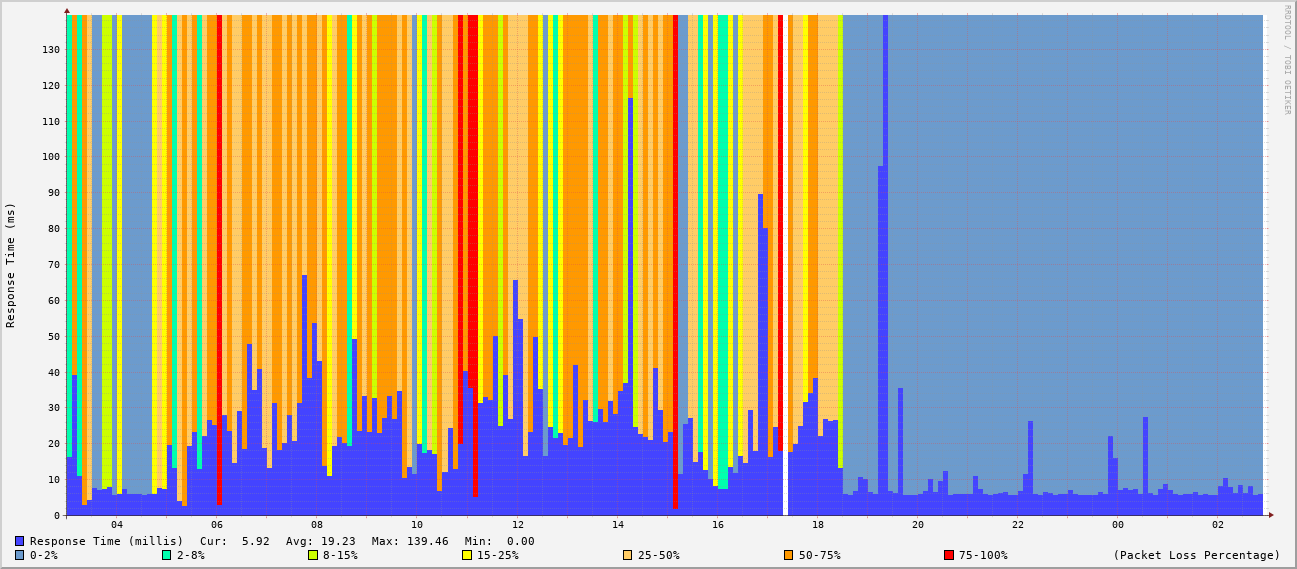 RRDTOOL / TOBI OETIKER
Response Time (ms)
130
120
110
100
90
80
70
60
50
40
30
20
10
0
04 06 08 10 12 14 16 18 20 22 00 02
Response Time (millis) Cur: 5.92 Avg: 19.23 Max: 139.46 Min: 0.00
0-2% 2-8% 8-15% 15-25% 25-50% 50-75% 75-100% (Packet Loss Percentage)